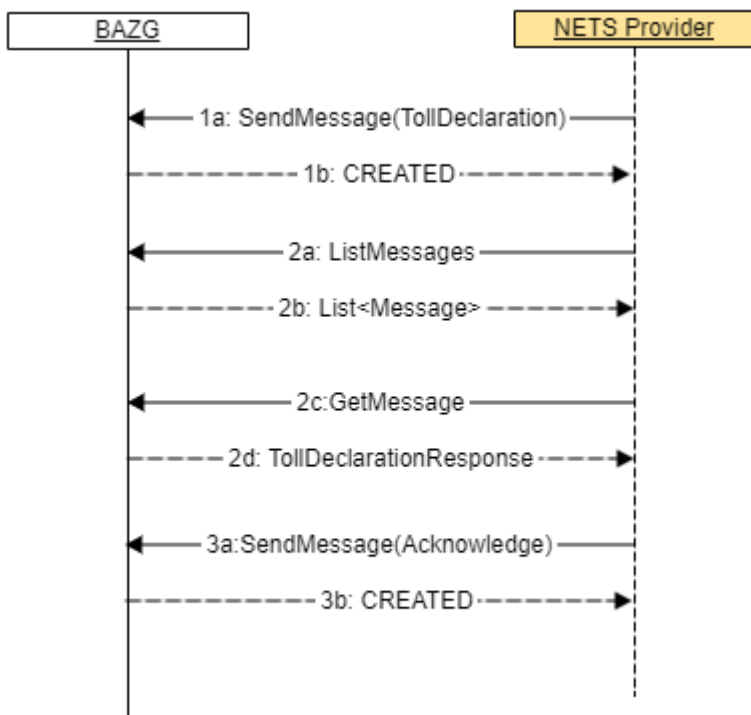 BAZG
NETS Provider
1a: SendMessage(TollDeclaration)
1b: CREATED
2a: ListMessages
2b: List<Message>
2c:GetMessage
2d: TollDeclarationResponse
3a:SendMessage(Acknowledge)
3b: CREATED